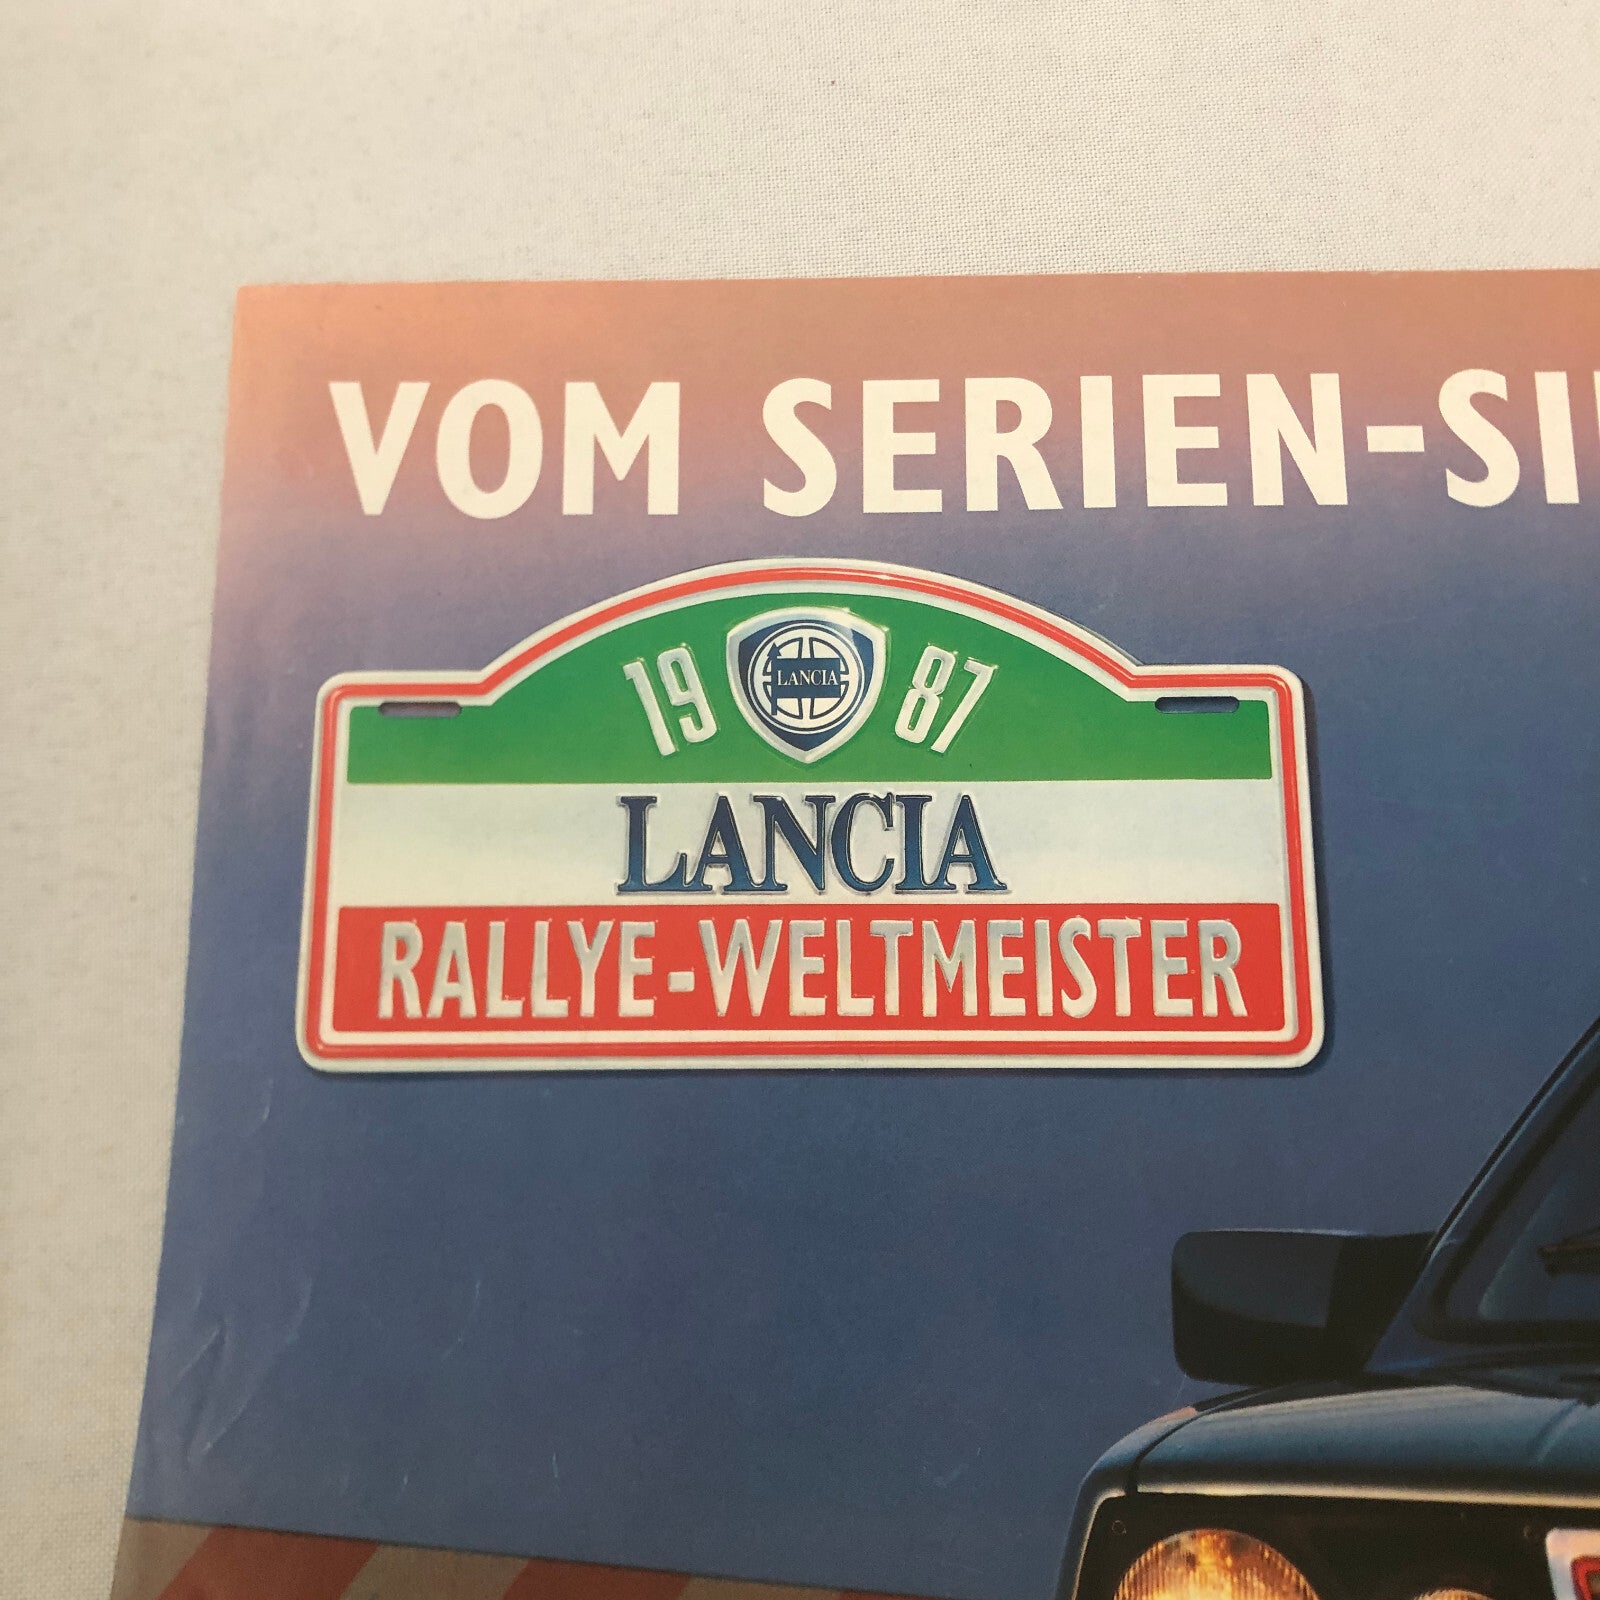 VOM SERIEN-SI
19 87
LANCIA
LANCIA
RALLYE-WELTMEISTER